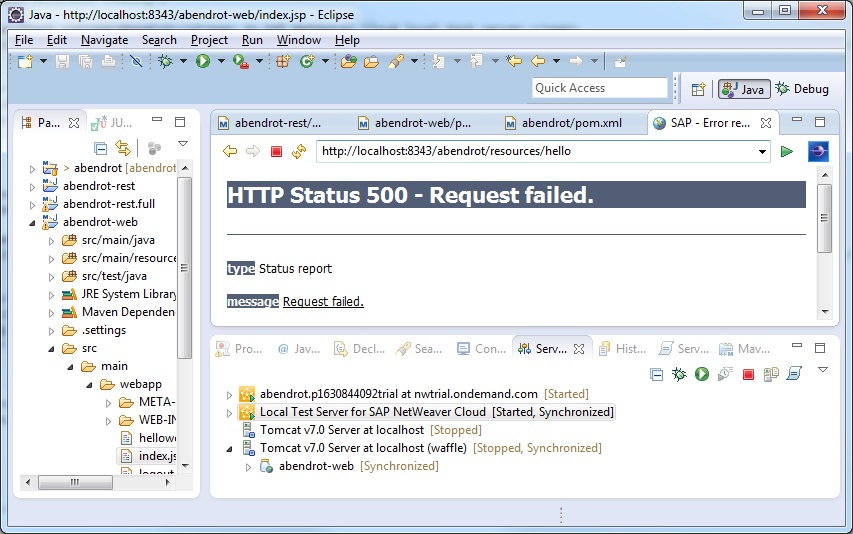 Java - http://localhost:8343/abendrot-web/index.jsp - Eclipse
File Edit Navigate Search Project Run Window Help
Quick Access
Java
Debug
Pa...
JU...
> abendrot [abendrot
abendrot-rest
abendrot-rest.full
abendrot-web
src/main/java
src/main/resource
src/test/java
JRE System Library
Maven Dependen
.settings
src
main
webapp
META-
WEB-IN
hellowo
index.js
logout
abendrot-rest/...
abendrot-web/p...
abendrot/pom.xml
SAP - Error re...
http://localhost:8343/abendrot/resources/hello
HTTP Status 500 - Request failed.
type Status report
message Request failed.
Pro...
@ Jav...
Decl...
Sea...
Con...
Serv...
Hist...
Serv...
Mav...
abendrot.p1630844092trial at nwtrial.ondemand.com [Started]
Local Test Server for SAP NetWeaver Cloud [Started, Synchronized]
Tomcat v7.0 Server at localhost [Stopped]
Tomcat v7.0 Server at localhost (waffle) [Stopped, Synchronized]
abendrot-web [Synchronized]